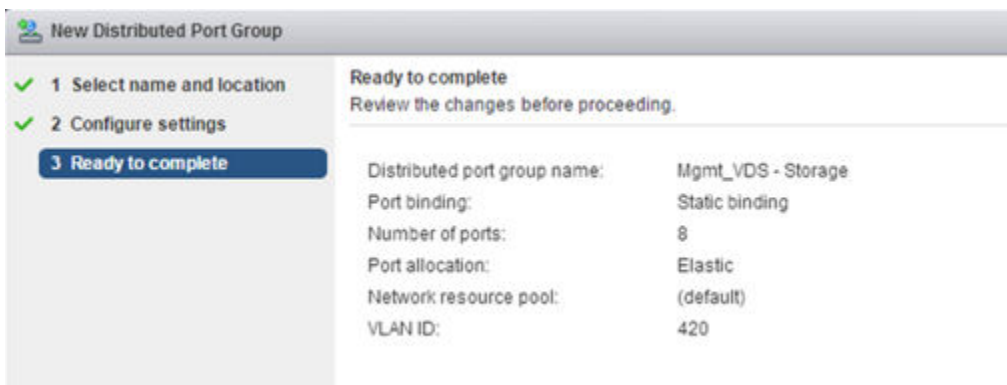 New Distributed Port Group
1 Select name and location
2 Configure settings
3 Ready to complete
Ready to complete
Review the changes before proceeding.
Distributed port group name: Mgmt_VDS - Storage
Port binding: Static binding
Number of ports: 8
Port allocation: Elastic
Network resource pool: (default)
VLAN ID: 420